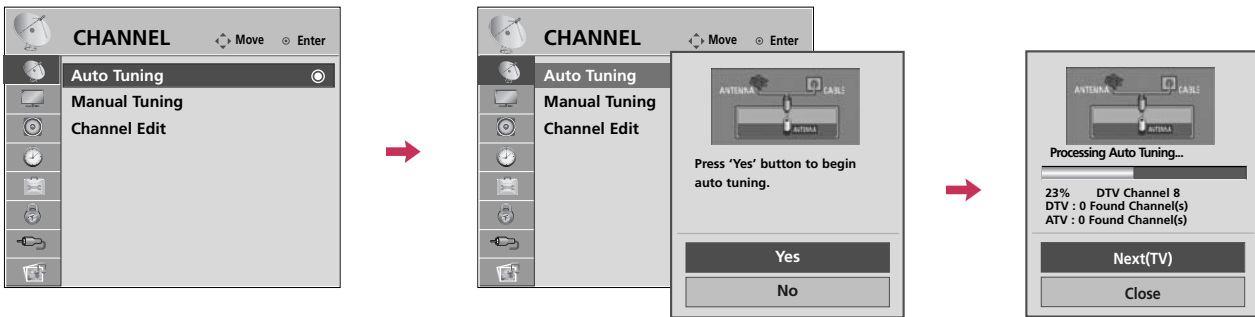 CHANNEL Move Enter
Auto Tuning
Manual Tuning
Channel Edit
CHANNEL Move Enter
Auto Tuning
Manual Tuning
Channel Edit
ANTENNA CABLE
ANTENNA
Press ‘Yes’ button to begin
auto tuning.
Yes
No
ANTENNA CABLE
ANTENNA
Processing Auto Tuning...
23% DTV Channel 8
DTV : 0 Found Channel(s)
ATV : 0 Found Channel(s)
Next(TV)
Close